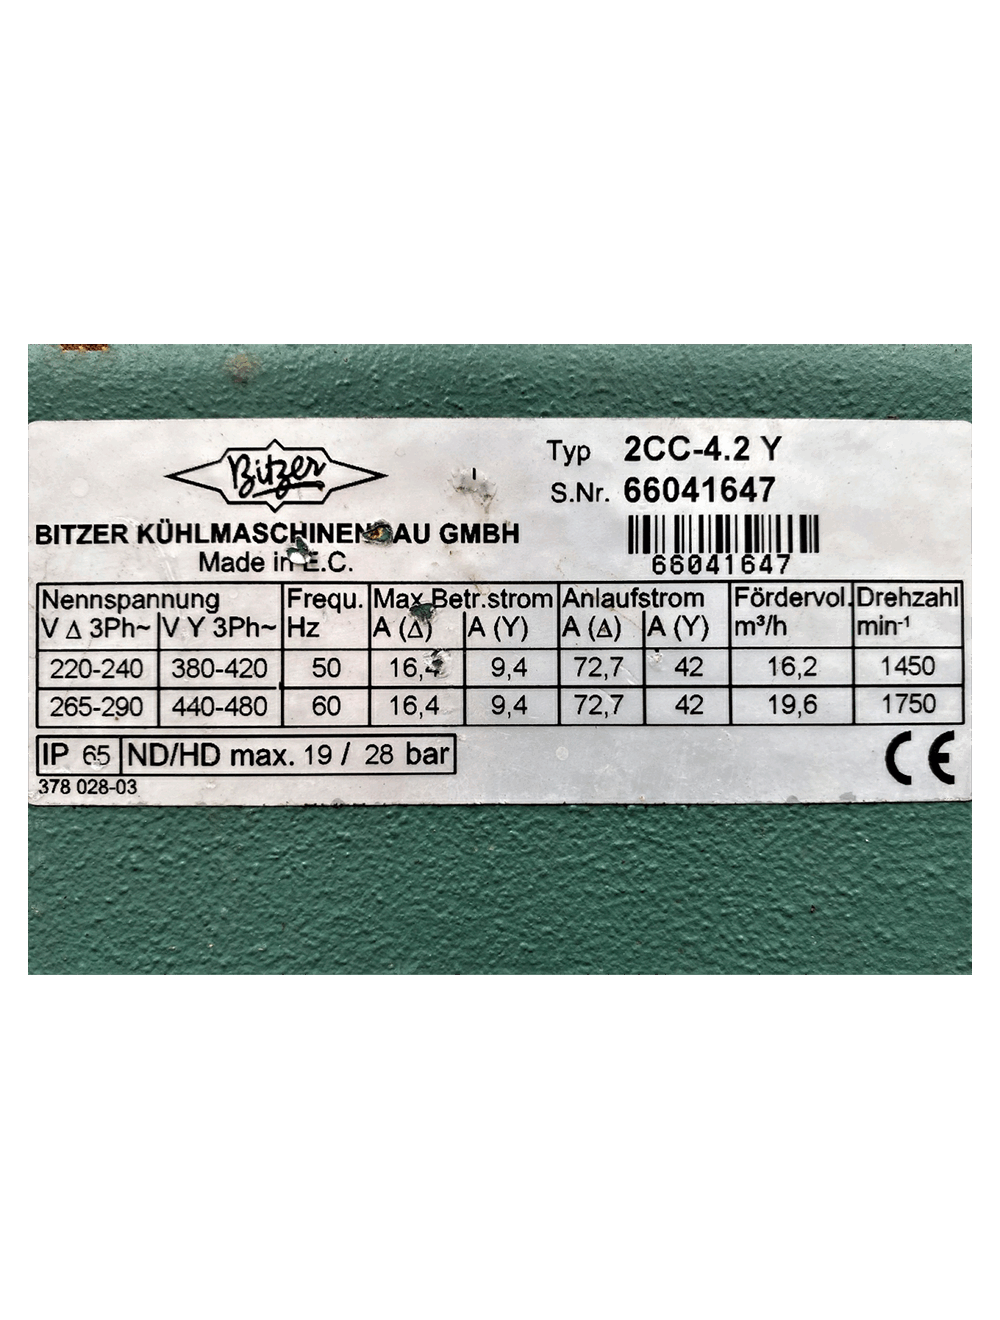 Bitzer
BITZER KÜHLMASCHINENBAU GMBH
Made in E.C.
Typ 2CC-4.2 Y
S.Nr. 66041647
66041647
Nennspannung Frequ. Max.Betr.strom Anlaufstrom Fördervol. Drehzahl
V Δ 3Ph~ V Y 3Ph~ Hz A (Δ) A (Y) A (Δ) A (Y) m³/h min-¹
220-240 380-420 50 16,4 9,4 72,7 42 16,2 1450
265-290 440-480 60 16,4 9,4 72,7 42 19,6 1750
IP 65 ND/HD max. 19 / 28 bar
378 028-03
CE